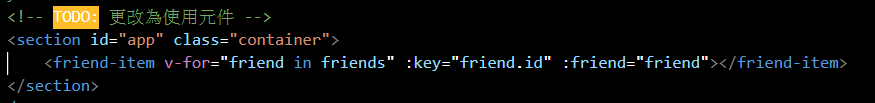 <!-- TODO: 更改為使用元件 -->
<section id="app" class="container">
<friend-item v-for="friend in friends" :key="friend.id" :friend="friend"></friend-item>
</section>